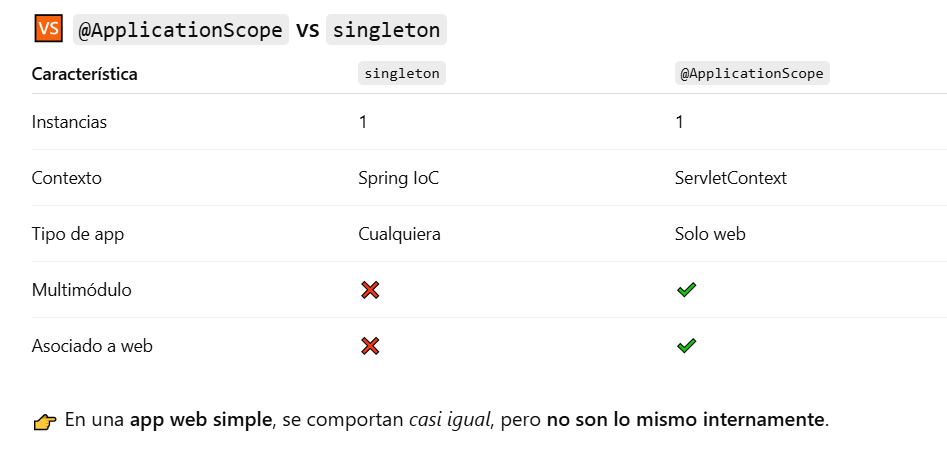 VS @ApplicationScope vs singleton
Característica singleton @ApplicationScope
Instancias 1 1
Contexto Spring IoC ServletContext
Tipo de app Cualquiera Solo web
Multimódulo ❌ ✔
Asociado a web ❌ ✔
👉 En una app web simple, se comportan casi igual, pero no son lo mismo internamente.